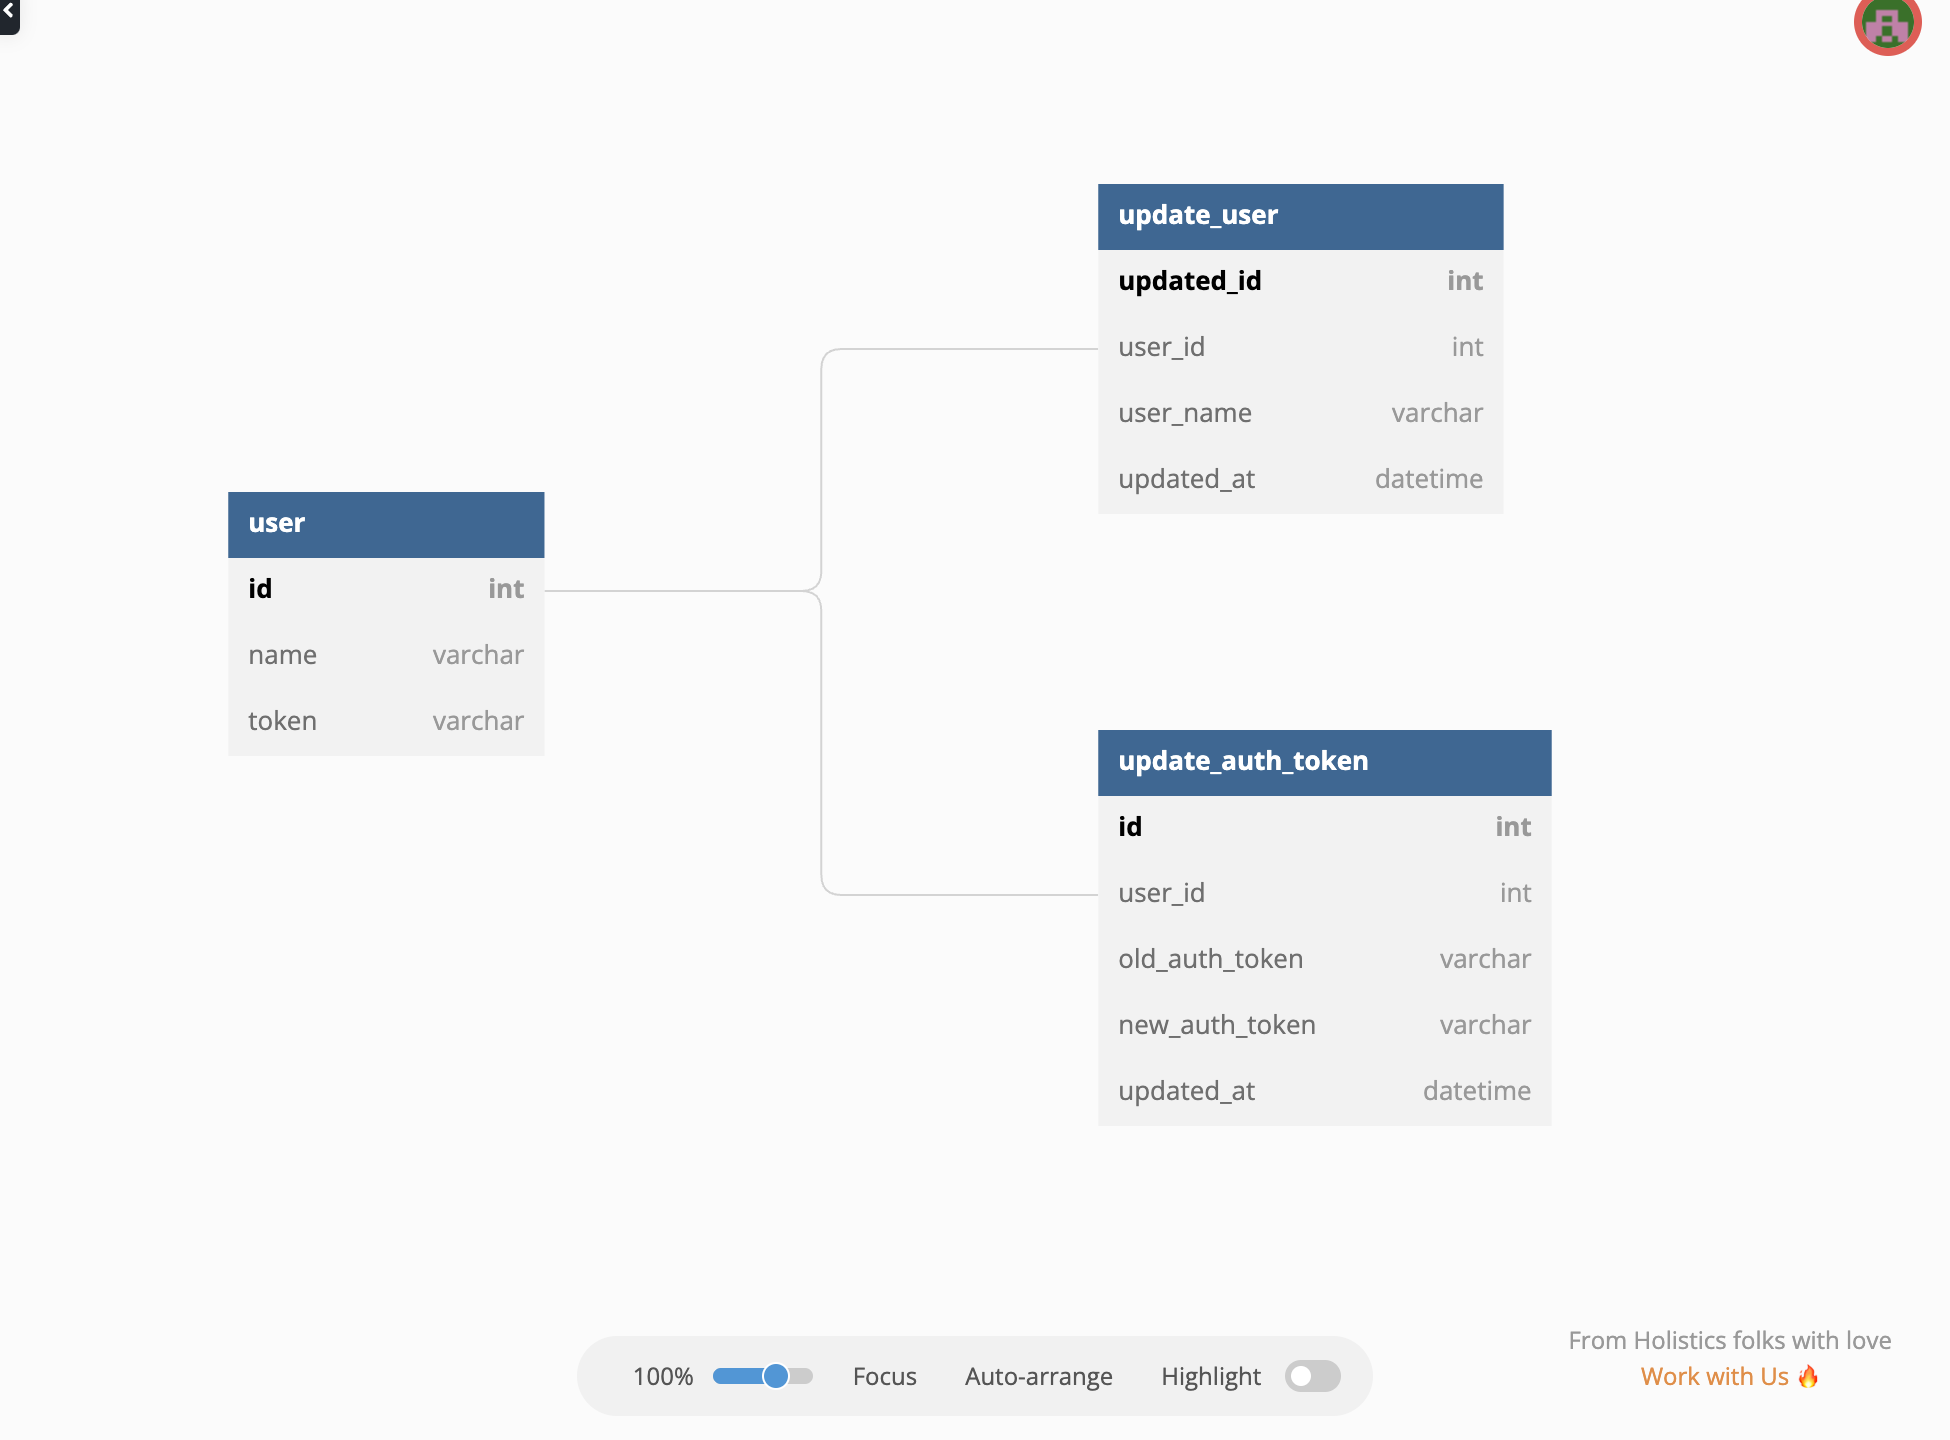 update_user
updated_id int
user_id int
user_name varchar
updated_at datetime
user
id int
name varchar
token varchar
update_auth_token
id int
user_id int
old_auth_token varchar
new_auth_token varchar
updated_at datetime
100% Focus Auto-arrange Highlight
From Holistics folks with love
Work with Us 🔥